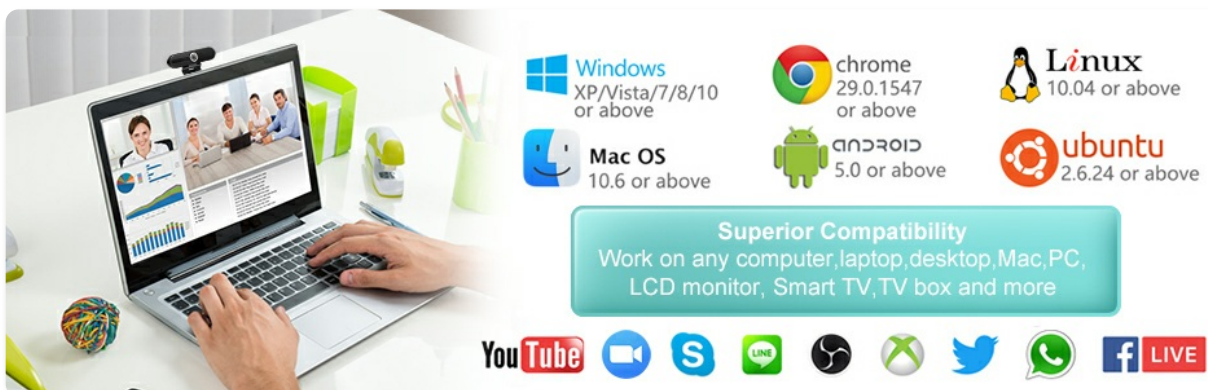 Windows
XP/Vista/7/8/10
or above
chrome
29.0.1547
or above
Linux
10.04 or above
Mac OS
10.6 or above
android
5.0 or above
ubuntu
2.6.24 or above
Superior Compatibility
Work on any computer,laptop,desktop,Mac,PC,
LCD monitor, Smart TV,TV box and more
YouTube
S
LINE
f LIVE